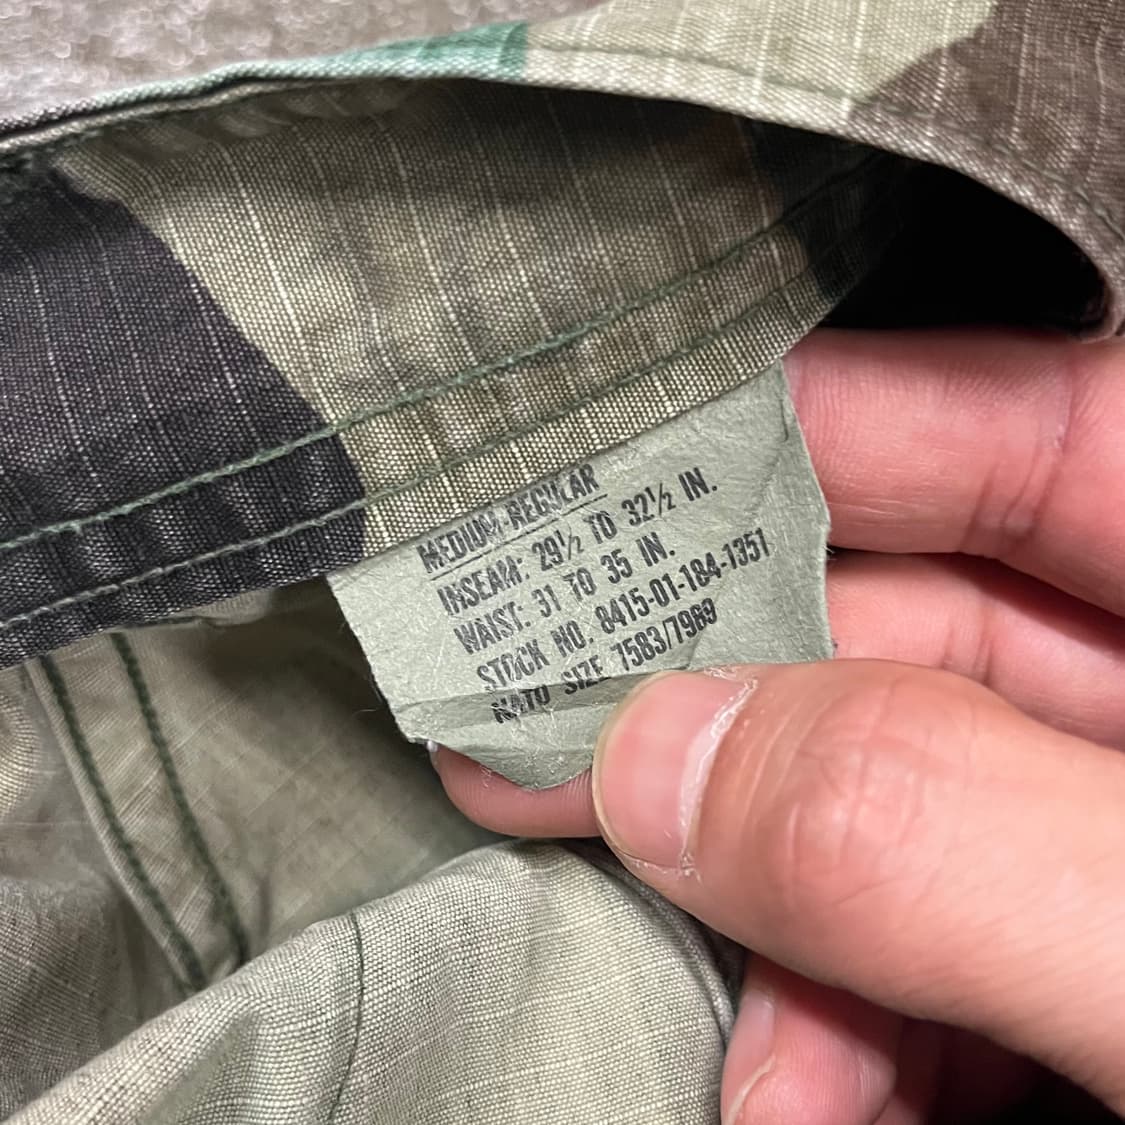 MEDIUM-REGULAR
INSEAM: 29½ TO 32½ IN.
WAIST: 31 TO 35 IN.
STOCK NO. 8415-01-184-1351
NATO SIZE 7583/7989